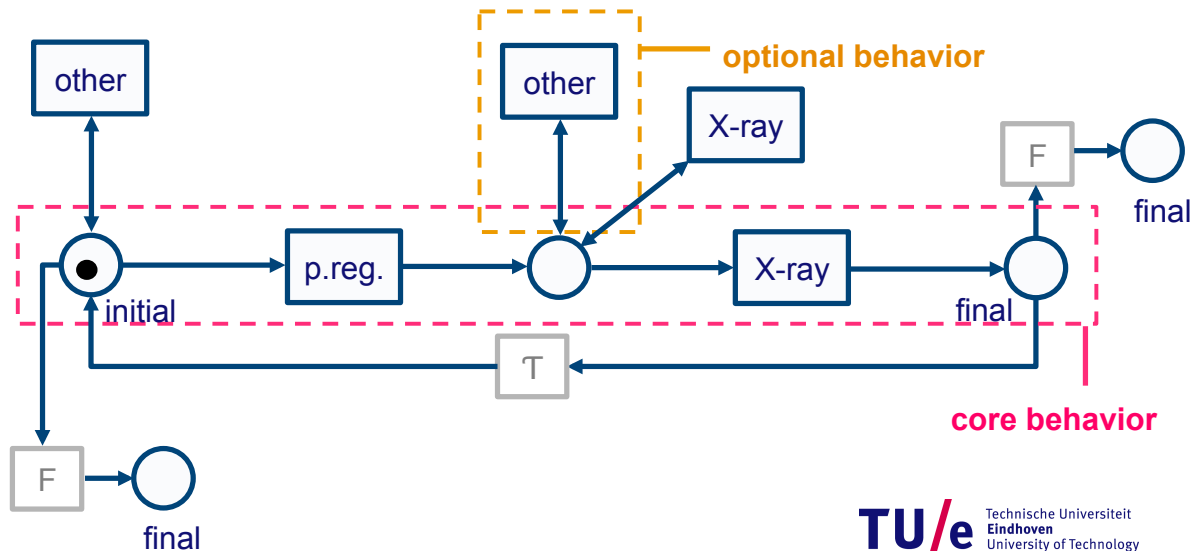 other
other
optional behavior
X-ray
F
final
initial
p.reg.
X-ray
final
Ƭ
core behavior
F
final
TU/e
Technische Universiteit
Eindhoven
University of Technology